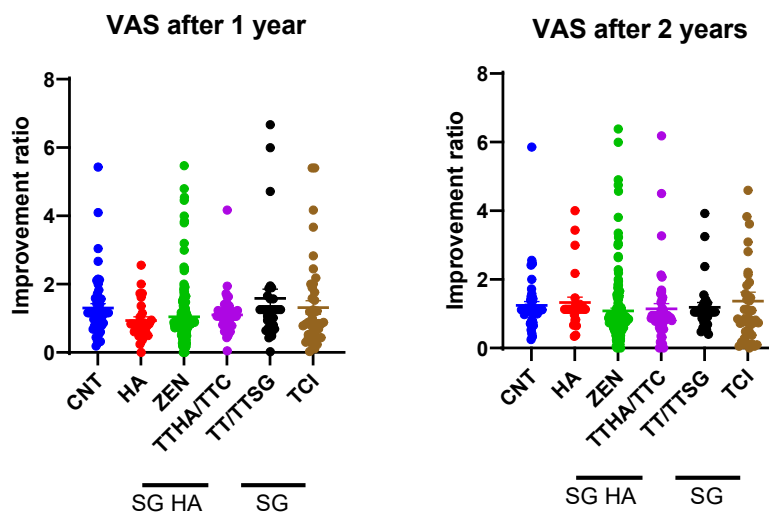 VAS after 1 year
Improvement ratio
8
6
4
2
0
CNT
HA
ZEN
TTHA/TTC
TT/TTSG
TCI
SG HA
SG
VAS after 2 years
Improvement ratio
8
6
4
2
0
CNT
HA
ZEN
TTHA/TTC
TT/TTSG
TCI
SG HA
SG